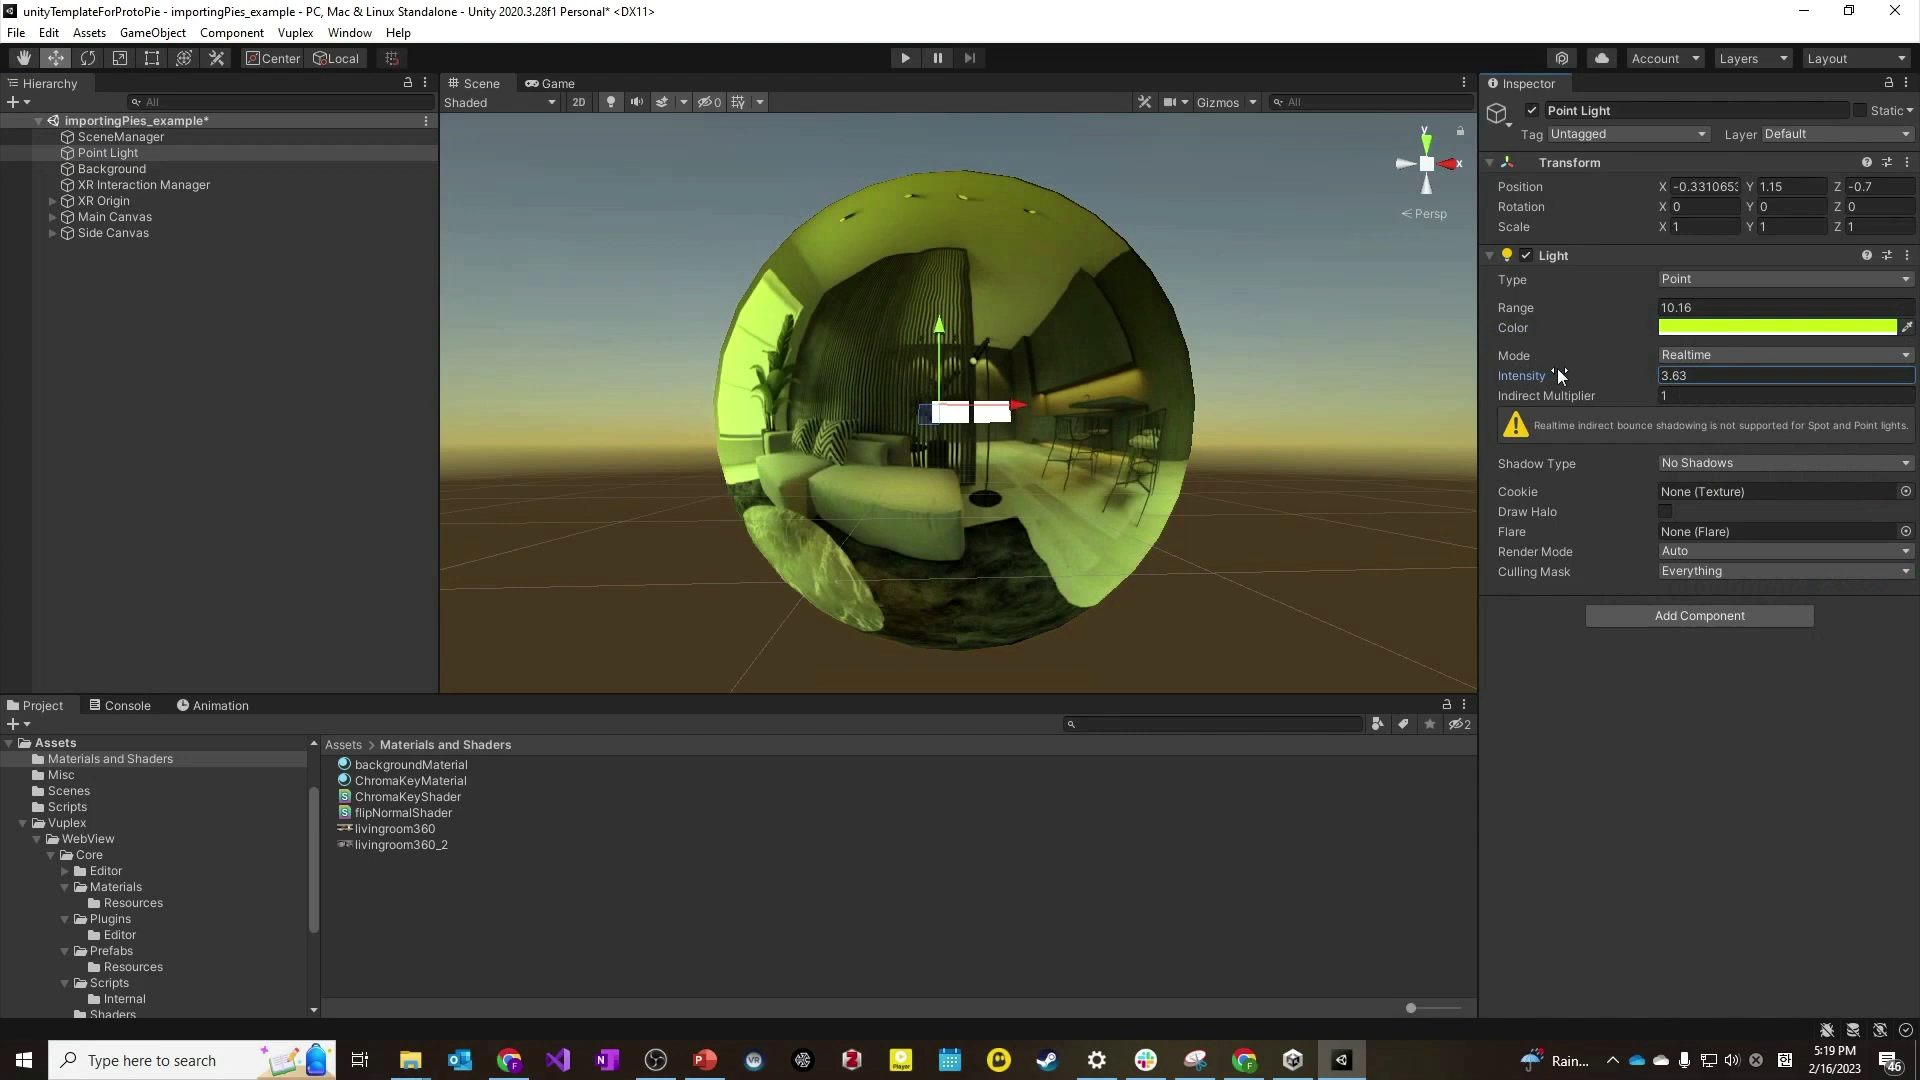 unityTemplateForProtoPie - importingPies_example - PC, Mac & Linux Standalone - Unity 2020.3.28f1 Personal* <DX11>
File Edit Assets GameObject Component Vuplex Window Help
Center Local Account Layers Layout
Hierarchy
All
importingPies_example*
SceneManager
Point Light
Background
XR Interaction Manager
XR Origin
Main Canvas
Side Canvas
Scene Game
Shaded 2D 0 Gizmos All
y
x
< Persp
Inspector
Point Light Static
Tag Untagged Layer Default
Transform
Position X -0.3310653 Y 1.15 Z -0.7
Rotation X 0 Y 0 Z 0
Scale X 1 Y 1 Z 1
Light
Type Point
Range 10.16
Color
Mode Realtime
Intensity 3.63
Indirect Multiplier 1
Realtime indirect bounce shadowing is not supported for Spot and Point lights.
Shadow Type No Shadows
Cookie None (Texture)
Draw Halo
Flare None (Flare)
Render Mode Auto
Culling Mask Everything
Add Component
Project Console Animation
2
Assets
Materials and Shaders
Misc
Scenes
Scripts
Vuplex
WebView
Core
Editor
Materials
Resources
Plugins
Editor
Prefabs
Resources
Scripts
Internal
Shaders
Assets > Materials and Shaders
backgroundMaterial
ChromaKeyMaterial
ChromaKeyShader
flipNormalShader
livingroom360
livingroom360_2
Type here to search
Player
VR
Rain...
5:19 PM
2/16/2023
46